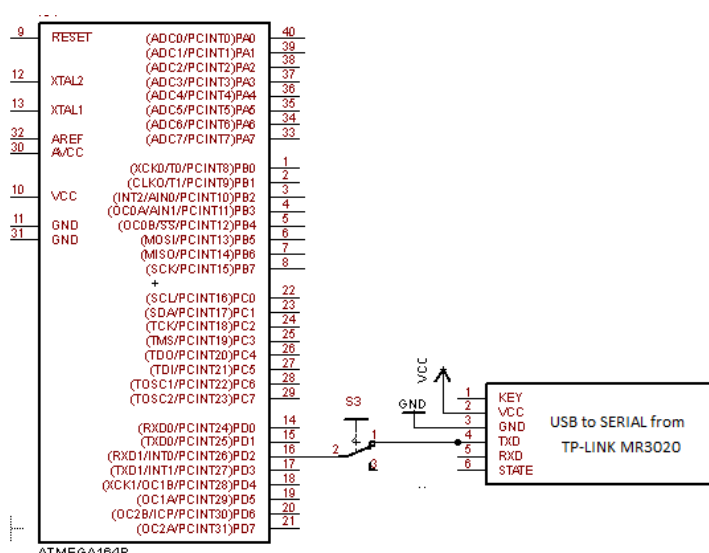 9 RESET (ADC0/PCINT0)PA0 40
(ADC1/PCINT1)PA1 39
(ADC2/PCINT2)PA2 38
12 XTAL2 (ADC3/PCINT3)PA3 37
(ADC4/PCINT4)PA4 36
13 XTAL1 (ADC5/PCINT5)PA5 35
(ADC6/PCINT6)PA6 34
32 AREF (ADC7/PCINT7)PA7 33
30 AVCC
(XCK0/T0/PCINT8)PB0 1
(CLKO/T1/PCINT9)PB1 2
10 VCC (INT2/AIN0/PCINT10)PB2 3
(OC0A/AIN1/PCINT11)PB3 4
11 GND (OC0B/SS/PCINT12)PB4 5
31 GND (MOSI/PCINT13)PB5 6
(MISO/PCINT14)PB6 7
(SCK/PCINT15)PB7 8
(SCL/PCINT16)PC0 22
(SDA/PCINT17)PC1 23
(TCK/PCINT18)PC2 24
(TMS/PCINT19)PC3 25
(TDO/PCINT20)PC4 26
(TDI/PCINT21)PC5 27
(TOSC1/PCINT22)PC6 28
(TOSC2/PCINT23)PC7 29
(RXD0/PCINT24)PD0 14
(TXD0/PCINT25)PD1 15
(RXD1/INT0/PCINT26)PD2 16
(TXD1/INT1/PCINT27)PD3 17
(XCK1/OC1B/PCINT28)PD4 18
(OC1A/PCINT29)PD5 19
(OC2B/ICP/PCINT30)PD6 20
(OC2A/PCINT31)PD7 21
ATMEGA164P
S3
2 1
3
VCC
GND
1 KEY
2 VCC
3 GND
4 TXD
5 RXD
6 STATE
USB to SERIAL from
TP-LINK MR3020